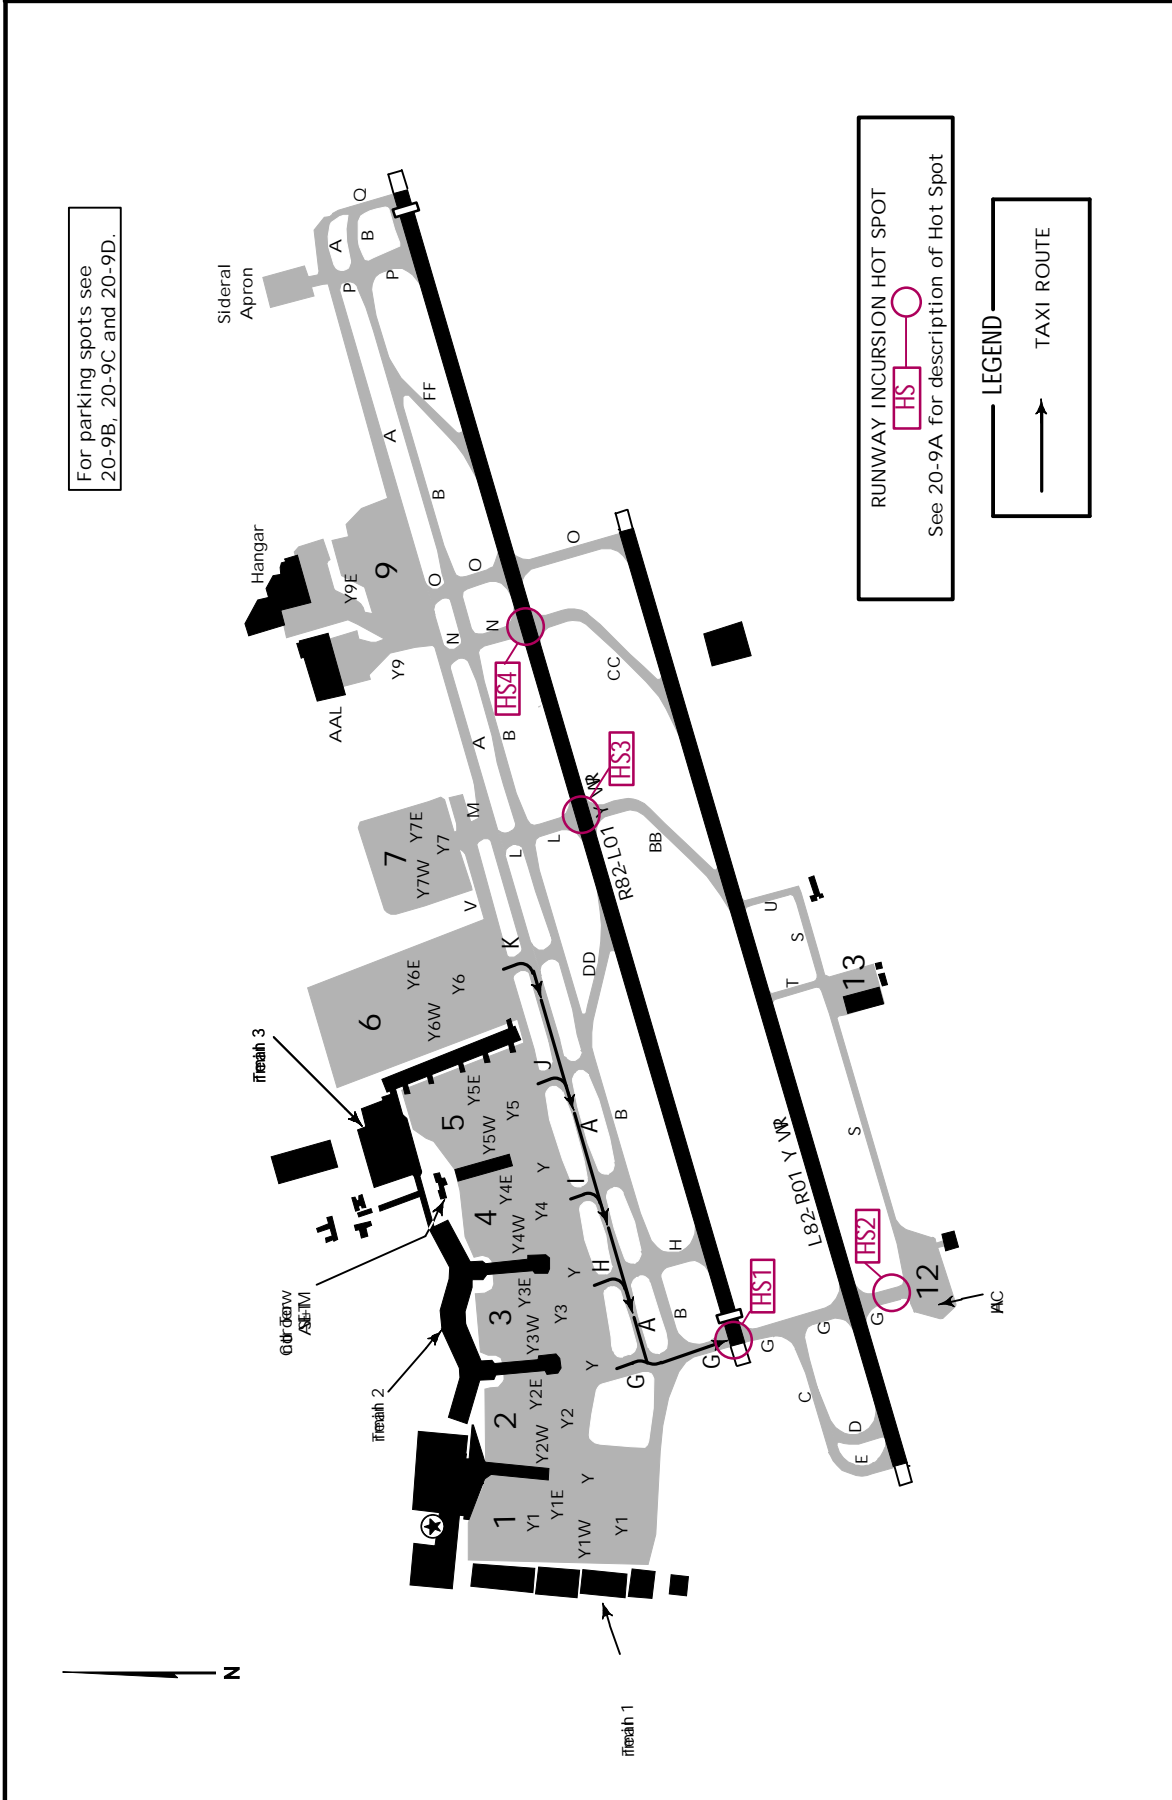 For parking spots see
20-9B, 20-9C and 20-9D.
Sideral
Apron
Q
A
B
P
P
FF
A
B
Hangar
9
Y9E
O
O
O
N
N
Y9
AAL
HS4
CC
A
B
HS3
M
L
L
BB
7
Y7E
Y7W
Y7
V
R82-L01
Y
K
DD
6
Y6E
Y6W
Y6
U
S
T
13
J
5
Y5E
Y5W
Y5
A
B
S
I
4
Y4E
Y4W
Y4
Y
L82-R01 Y
H
H
3
Y3E
Y3W
Y3
Y
A
B
HS1
HS2
12
G
G
G
G
G
2
Y2E
Y2W
Y2
Y
C
D
E
1
Y1
Y1E
Y1W
Y1
Y
N
RUNWAY INCURSION HOT SPOT
HS
See 20-9A for description of Hot Spot
LEGEND
TAXI ROUTE